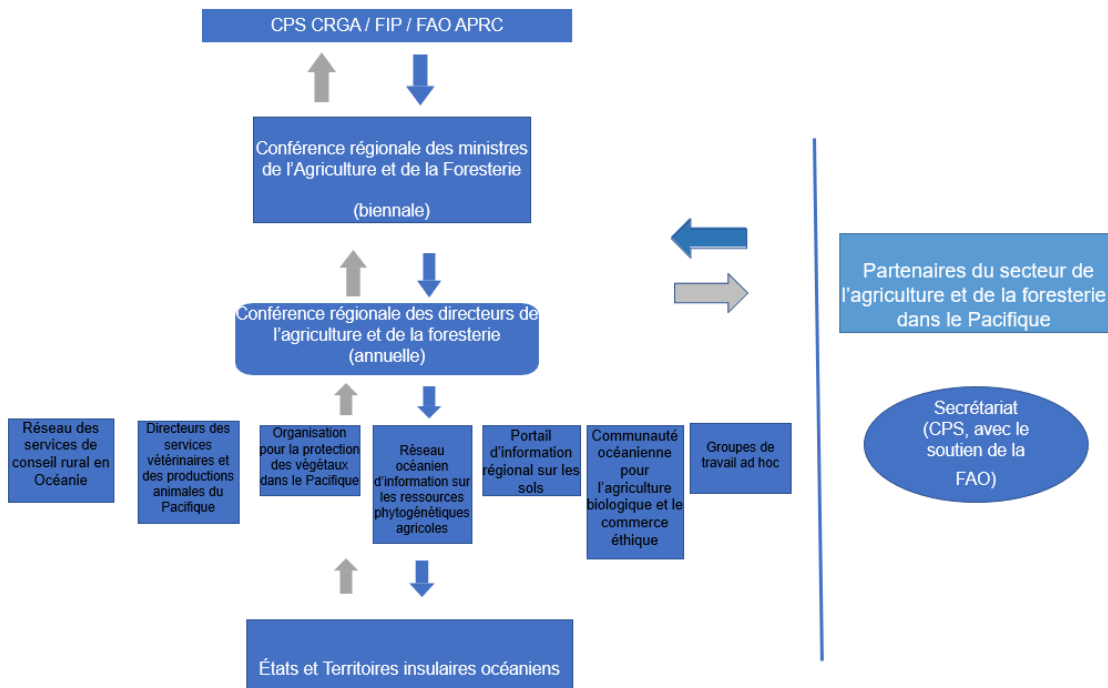 CPS CRGA / FIP / FAO APRC
Conférence régionale des ministres
de l’Agriculture et de la Foresterie
(biennale)
Conférence régionale des directeurs de
l’agriculture et de la foresterie
(annuelle)
Réseau des
services de
conseil rural en
Océanie
Directeurs des
services
vétérinaires et
des productions
animales du
Pacifique
Organisation
pour la protection
des végétaux
dans le Pacifique
Réseau
océanien
d’information sur
les ressources
phytogénétiques
agricoles
Portail
d’information
régional sur les
sols
Communauté
océanienne
pour
l’agriculture
biologique et le
commerce
éthique
Groupes de
travail ad hoc
États et Territoires insulaires océaniens
Partenaires du secteur de
l’agriculture et de la foresterie
dans le Pacifique
Secrétariat
(CPS, avec le
soutien de la
FAO)